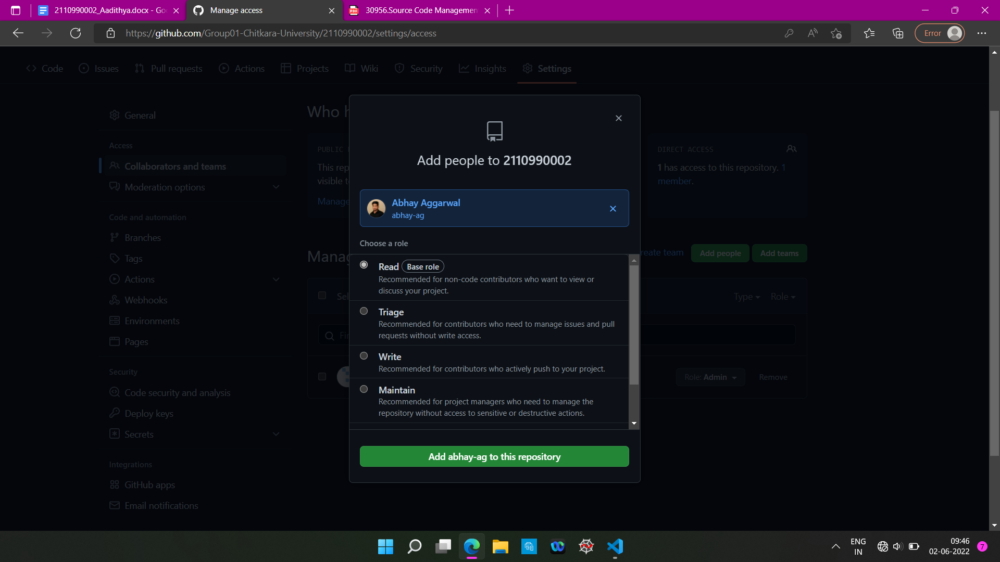 2110990002_Aadithya.docx - Go
Manage access
30956.Source Code Managemen
https://github.com/Group01-Chitkara-University/2110990002/settings/access
Error
Code
Issues
Pull requests
Actions
Projects
Wiki
Security
Insights
Settings
General
Access
Collaborators and teams
Moderation options
Code and automation
Branches
Tags
Actions
Webhooks
Environments
Pages
Security
Code security and analysis
Deploy keys
Secrets
Integrations
GitHub apps
Email notifications
Who h
PUBLIC
This rep
visible t
Manage
DIRECT ACCESS
1 has access to this repository. 1
member.
Manag
reate team
Add people
Add teams
Sel
Type
Role
Fin
Role: Admin
Remove
Add people to 2110990002
Abhay Aggarwal
abhay-ag
Choose a role
Read Base role
Recommended for non-code contributors who want to view or
discuss your project.
Triage
Recommended for contributors who need to manage issues and pull
requests without write access.
Write
Recommended for contributors who actively push to your project.
Maintain
Recommended for project managers who need to manage the
repository without access to sensitive or destructive actions.
Add abhay-ag to this repository
ENG
IN
09:46
02-06-2022
7